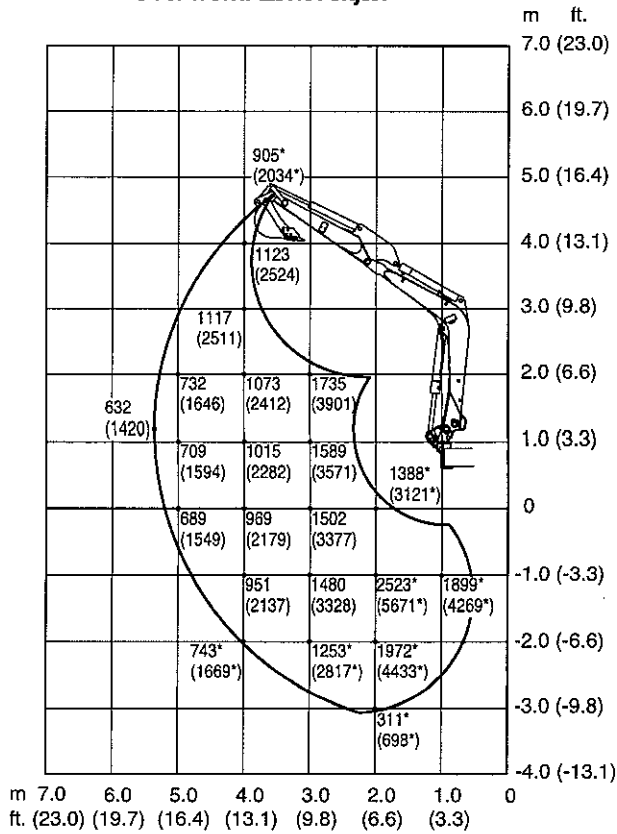 m ft.
7.0 (23.0)
6.0 (19.7)
905*
(2034*)
5.0 (16.4)
1123
(2524)
4.0 (13.1)
1117
(2511)
3.0 (9.8)
2.0 (6.6)
732 1073 1735
(1646) (2412) (3901)
632
(1420)
1.0 (3.3)
709 1015 1589
(1594) (2282) (3571)
1388*
(3121*)
0
689 969 1502
(1549) (2179) (3377)
-1.0 (-3.3)
951 1480 2523* 1899*
(2137) (3328) (5671*) (4269*)
-2.0 (-6.6)
743* 1253* 1972*
(1669*) (2817*) (4433*)
-3.0 (-9.8)
311*
(698*)
-4.0 (-13.1)
m 7.0 6.0 5.0 4.0 3.0 2.0 1.0 0
ft. (23.0) (19.7) (16.4) (13.1) (9.8) (6.6) (3.3)